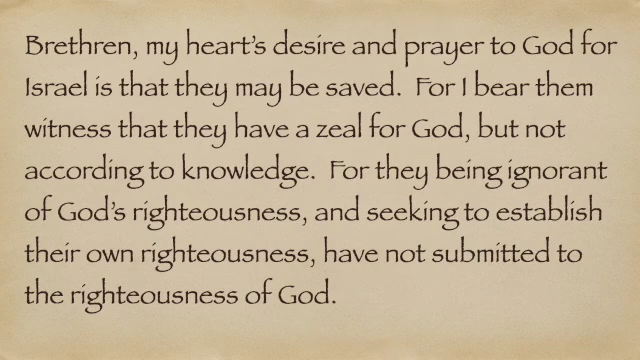 Brethren, my heart’s desire and prayer to God for
Israel is that they may be saved.  For I bear them
witness that they have a zeal for God, but not
according to knowledge.  For they being ignorant
of God’s righteousness, and seeking to establish
their own righteousness, have not submitted to
the righteousness of God.